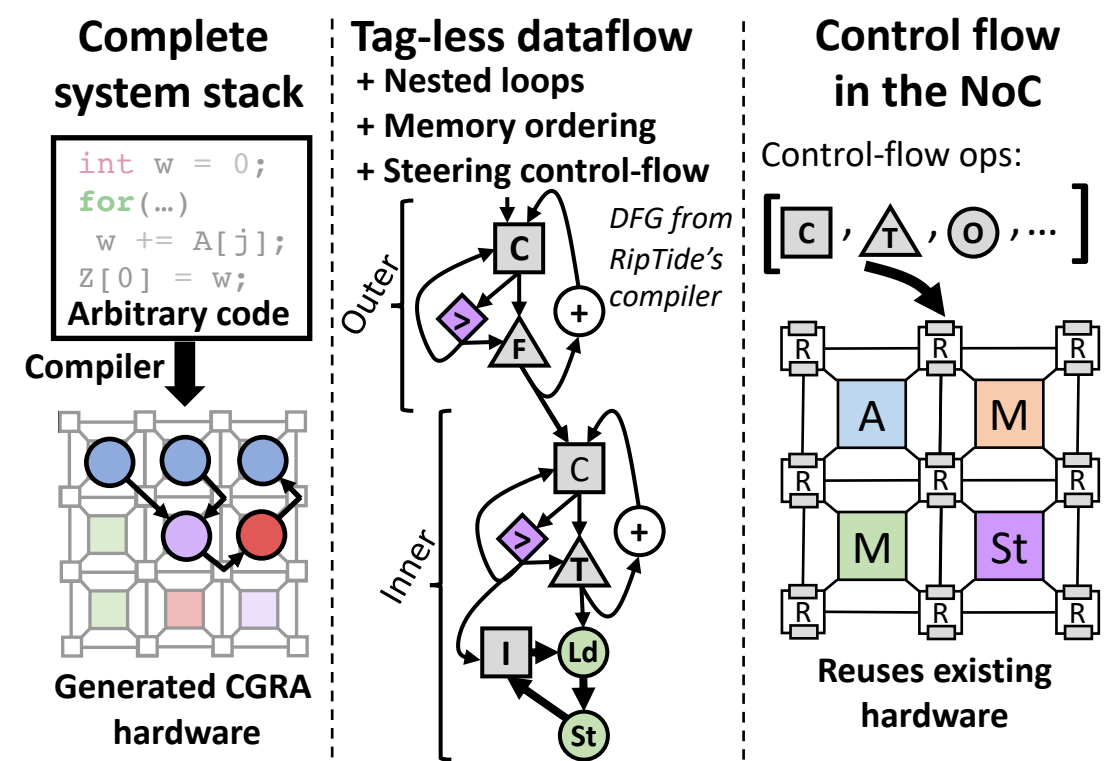 Complete
system stack
int w = 0;
for(…)
w += A[j];
Z[0] = w;
Arbitrary code
Compiler
Generated CGRA
hardware
Tag-less dataflow
+ Nested loops
+ Memory ordering
+ Steering control-flow
DFG from
RipTide's
compiler
Outer
C
>
F
+
Inner
C
>
T
+
I
Ld
St
Control flow
in the NoC
Control-flow ops:
[ C , T , O , … ]
R R R
A M
R R R
M St
R R R
Reuses existing
hardware